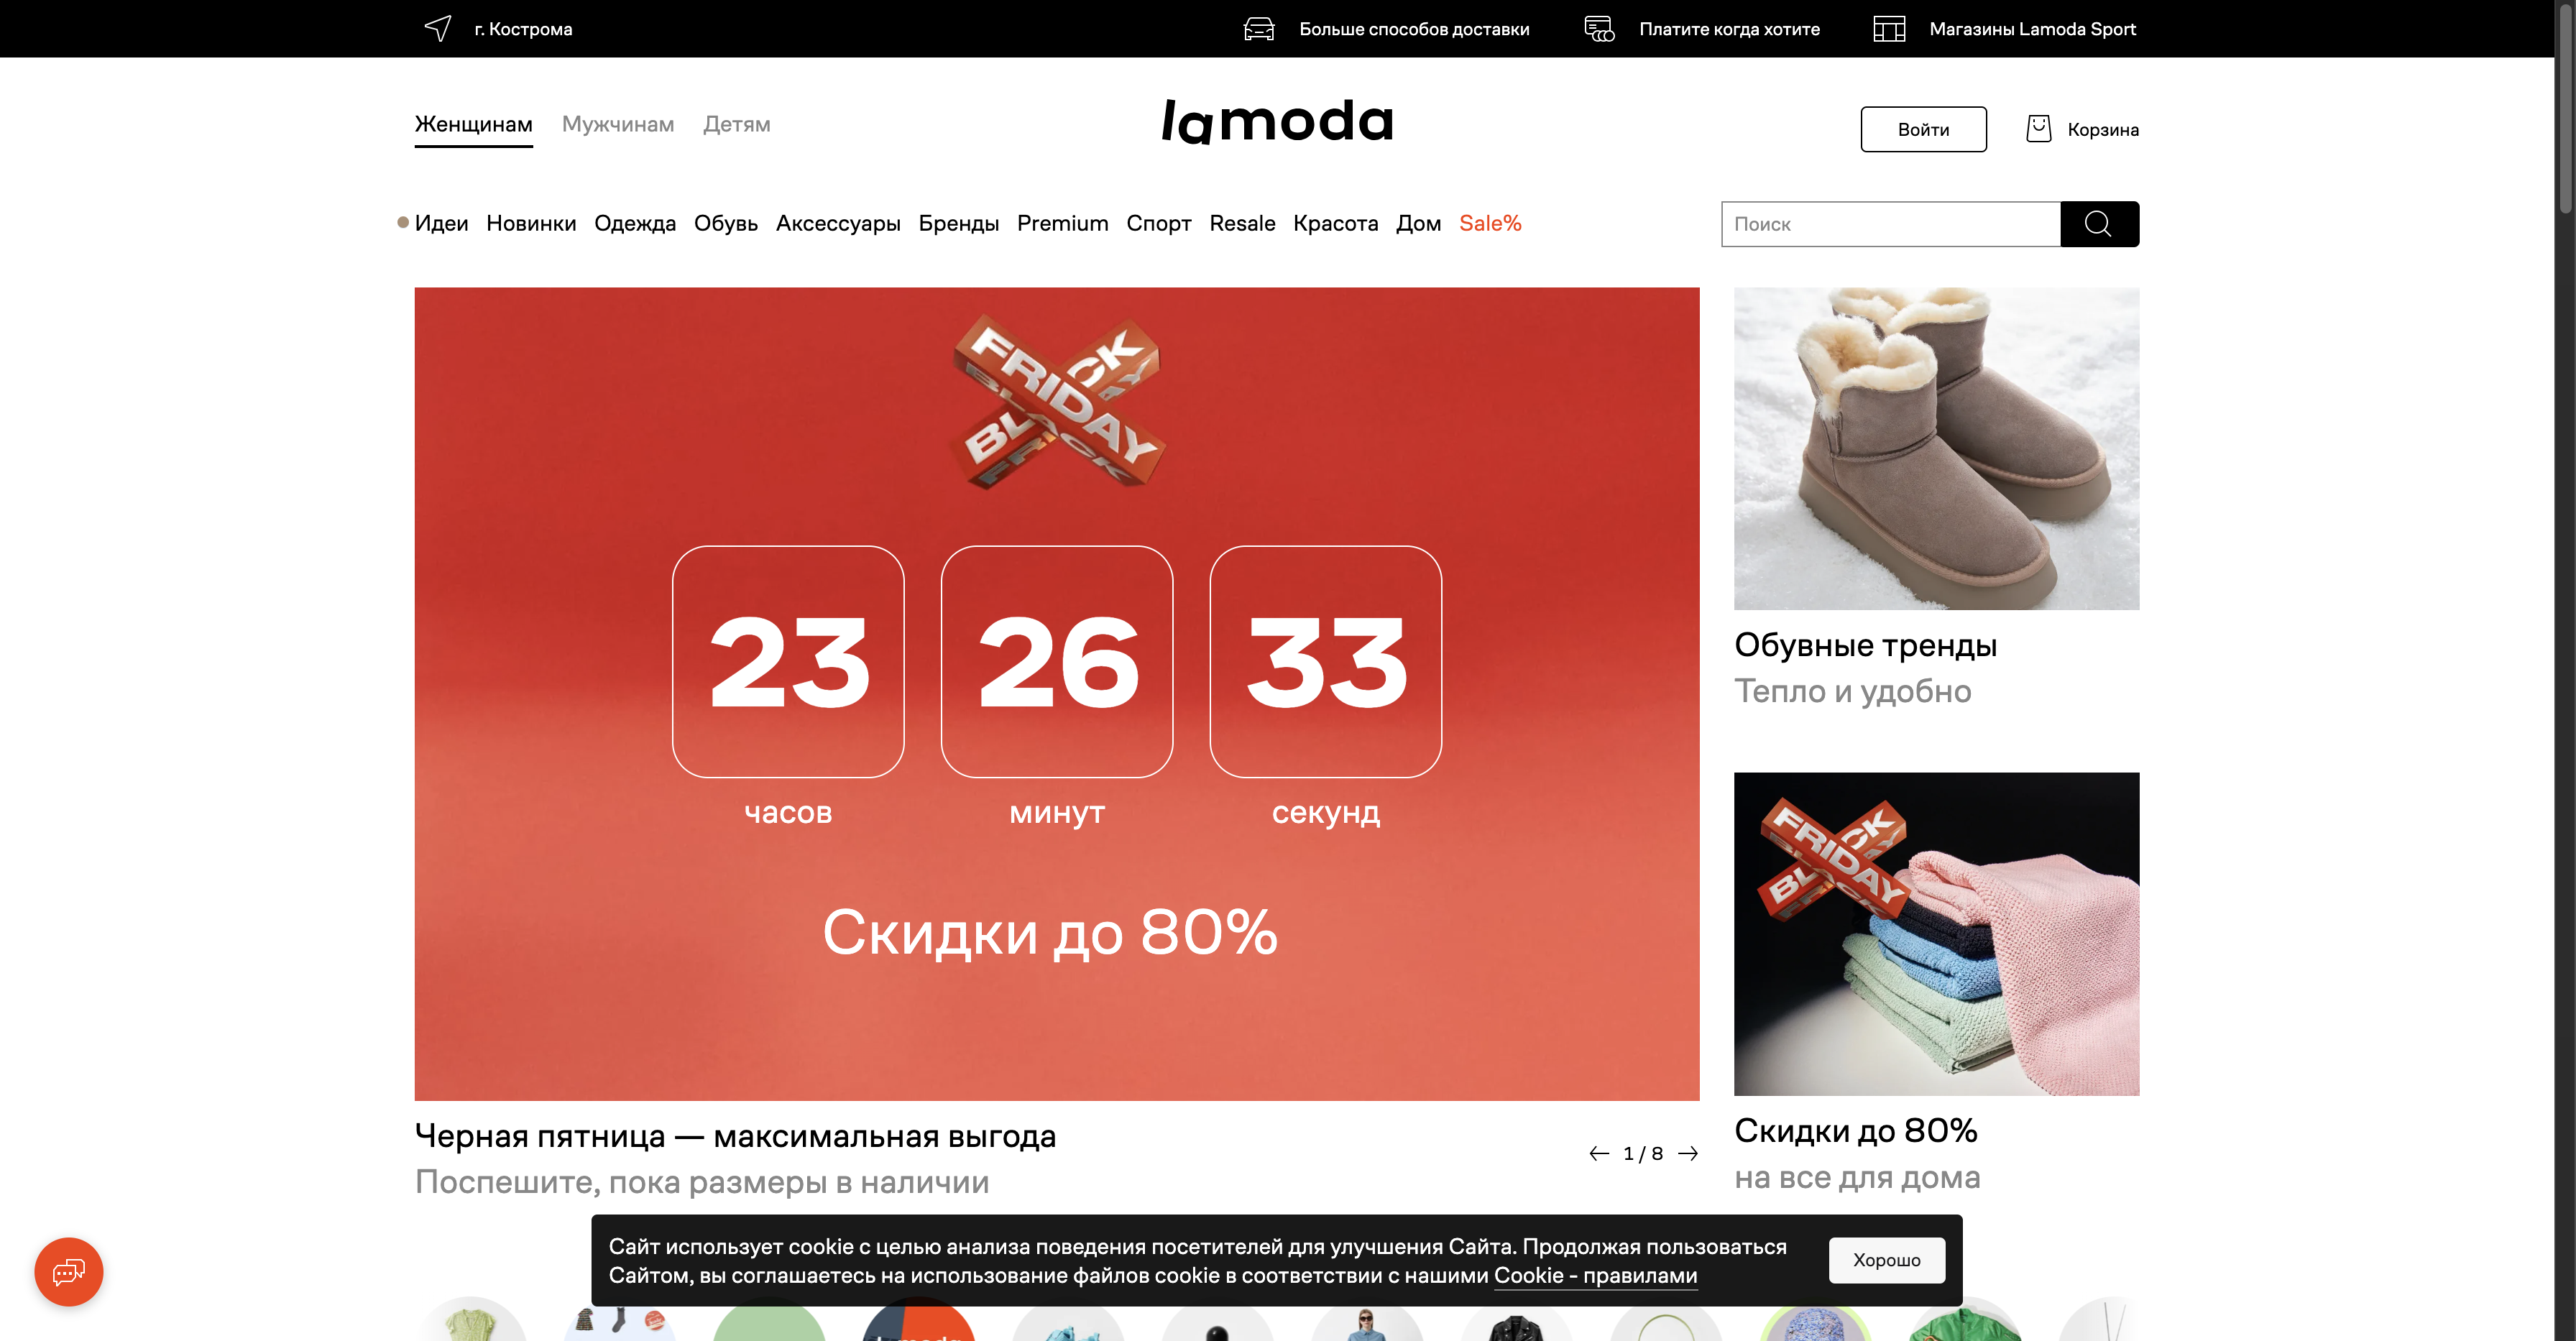 г. Кострома
Больше способов доставки
Платите когда хотите
Магазины Lamoda Sport
Женщинам
Мужчинам
Детям
lamoda
Войти
Корзина
Идеи
Новинки
Одежда
Обувь
Аксессуары
Бренды
Premium
Спорт
Resale
Красота
Дом
Sale%
Поиск
FRIDAY
BLACK
23
26
33
часов
минут
секунд
Скидки до 80%
Черная пятница — максимальная выгода
Поспешите, пока размеры в наличии
1 / 8
Обувные тренды
Тепло и удобно
FRIDAY
BLACK
Скидки до 80%
на все для дома
Сайт использует cookie с целью анализа поведения посетителей для улучшения Сайта. Продолжая пользоваться
Сайтом, вы соглашаетесь на использование файлов cookie в соответствии с нашими Cookie - правилами
Хорошо